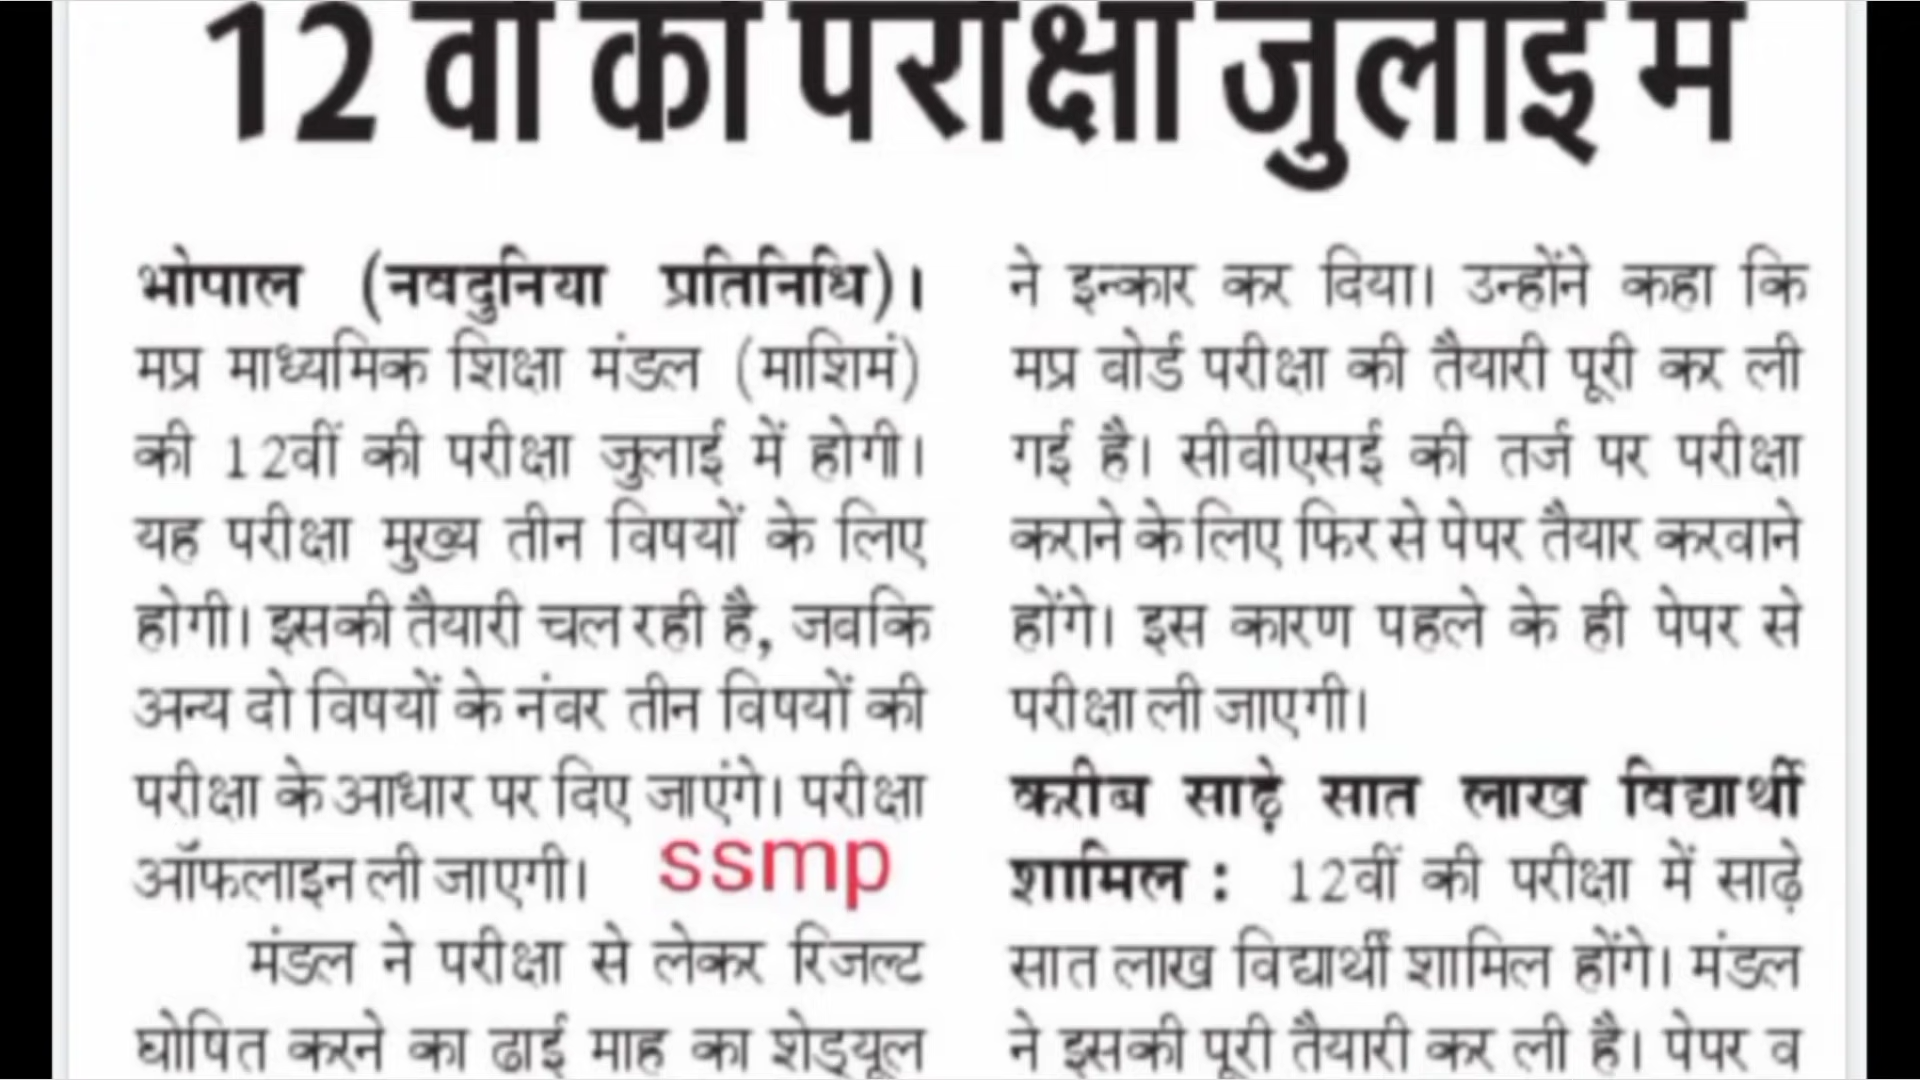 12 वीं की परीक्षा जुलाई में
भोपाल (नवदुनिया प्रतिनिधि)।
मप्र माध्यमिक शिक्षा मंडल (माशिमं)
की 12वीं की परीक्षा जुलाई में होगी।
यह परीक्षा मुख्य तीन विषयों के लिए
होगी। इसकी तैयारी चल रही है, जबकि
अन्य दो विषयों के नंबर तीन विषयों की
परीक्षा के आधार पर दिए जाएंगे। परीक्षा
ऑफलाइन ली जाएगी।
ssmp
मंडल ने परीक्षा से लेकर रिजल्ट
घोषित करने का ढाई माह का शेड्यूल
ने इन्कार कर दिया। उन्होंने कहा कि
मप्र बोर्ड परीक्षा की तैयारी पूरी कर ली
गई है। सीबीएसई की तर्ज पर परीक्षा
कराने के लिए फिर से पेपर तैयार करवाने
होंगे। इस कारण पहले के ही पेपर से
परीक्षा ली जाएगी।
करीब साढ़े सात लाख विद्यार्थी
शामिल : 12वीं की परीक्षा में साढ़े
सात लाख विद्यार्थी शामिल होंगे। मंडल
ने इसकी पूरी तैयारी कर ली है। पेपर व